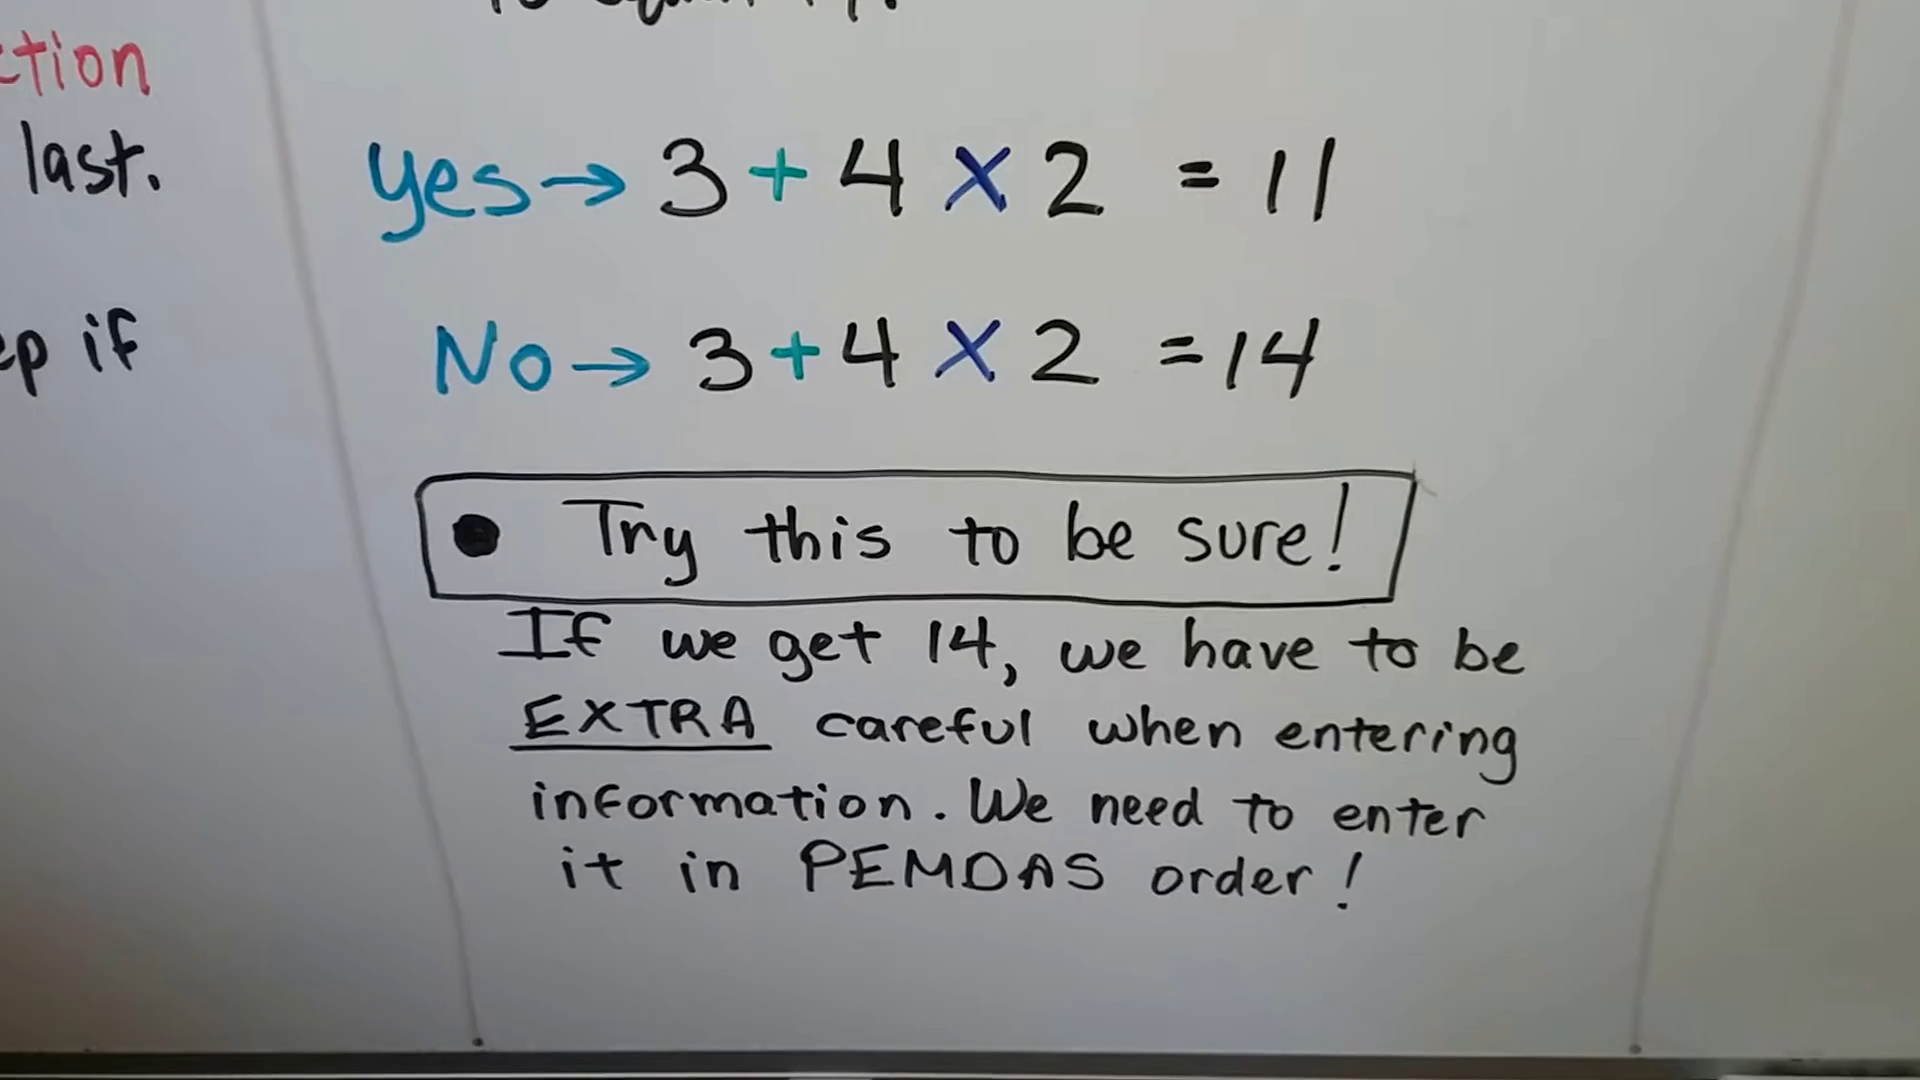 ction
last.
ep if
yes→ 3 + 4 X 2 = 11
No→ 3 + 4 X 2 = 14
• Try this to be sure!
If we get 14, we have to be
EXTRA careful when entering
information. We need to enter
it in PEMDAS order!